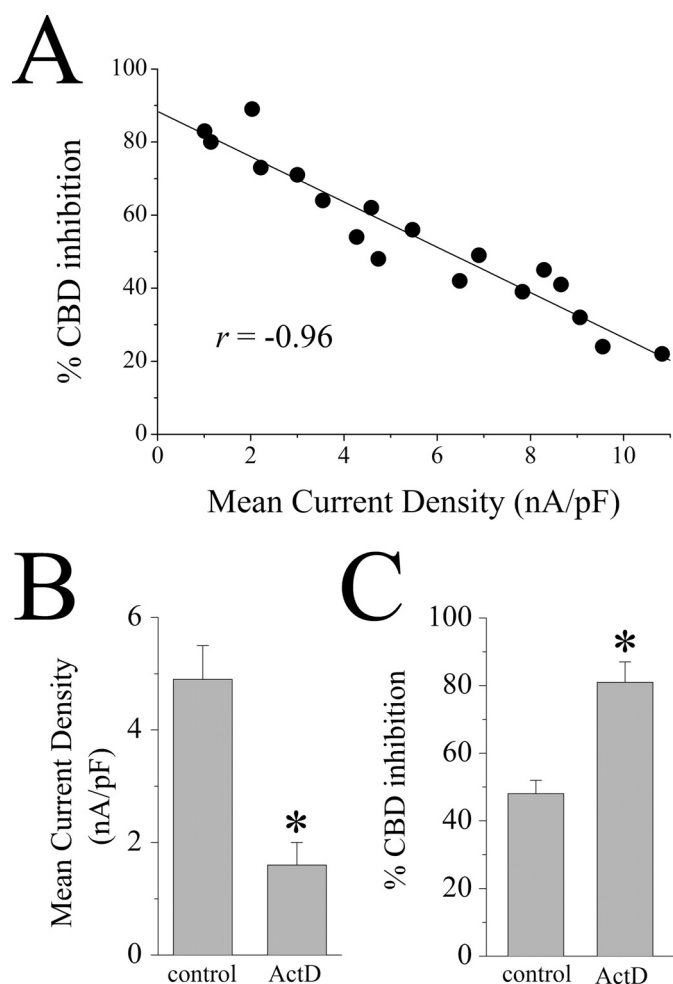 A
100
80
60
40
20
0
% CBD inhibition
r = -0.96
0 2 4 6 8 10
Mean Current Density (nA/pF)
B
6
4
2
0
Mean Current Density
(nA/pF)
*
control ActD
C
100
80
60
40
20
0
% CBD inhibition
*
control ActD